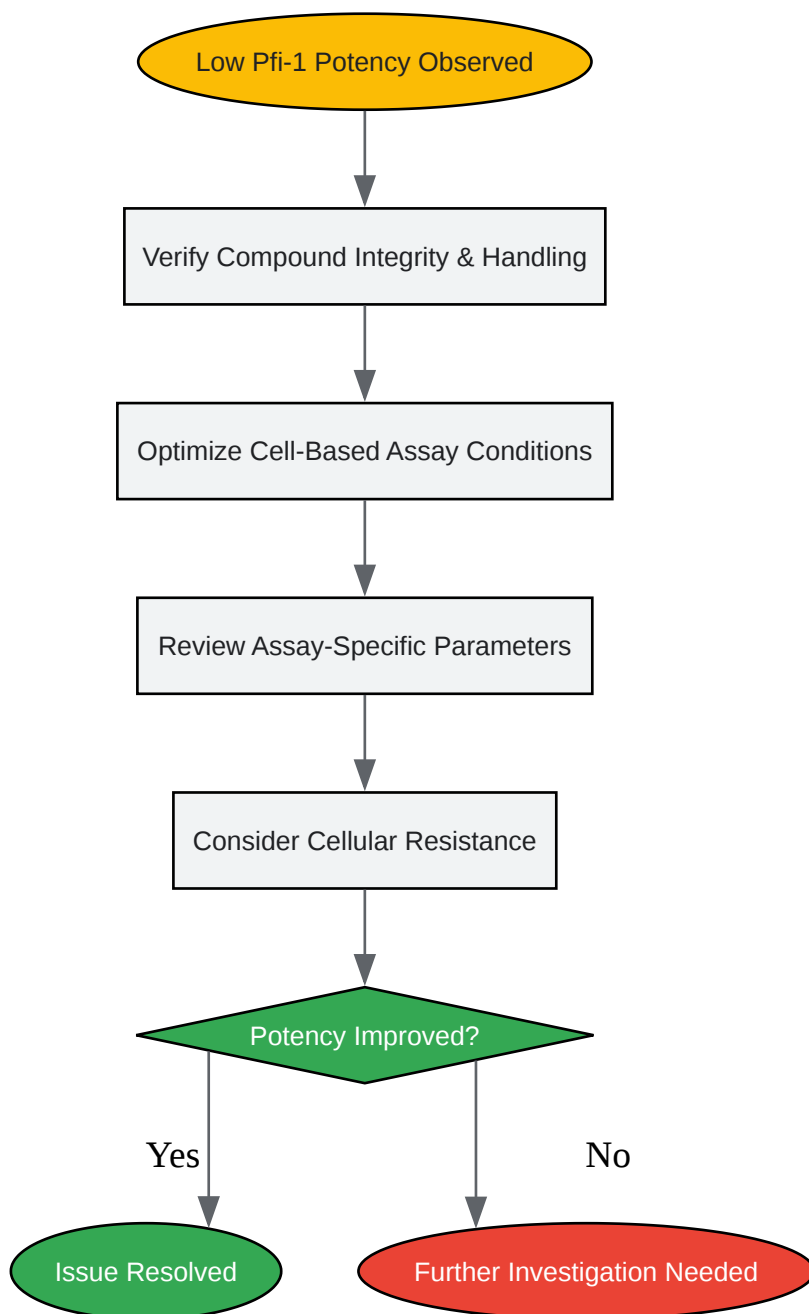 Low Pfi-1 Potency Observed
Verify Compound Integrity & Handling
Optimize Cell-Based Assay Conditions
Review Assay-Specific Parameters
Consider Cellular Resistance
Potency Improved?
Yes
No
Issue Resolved
Further Investigation Needed